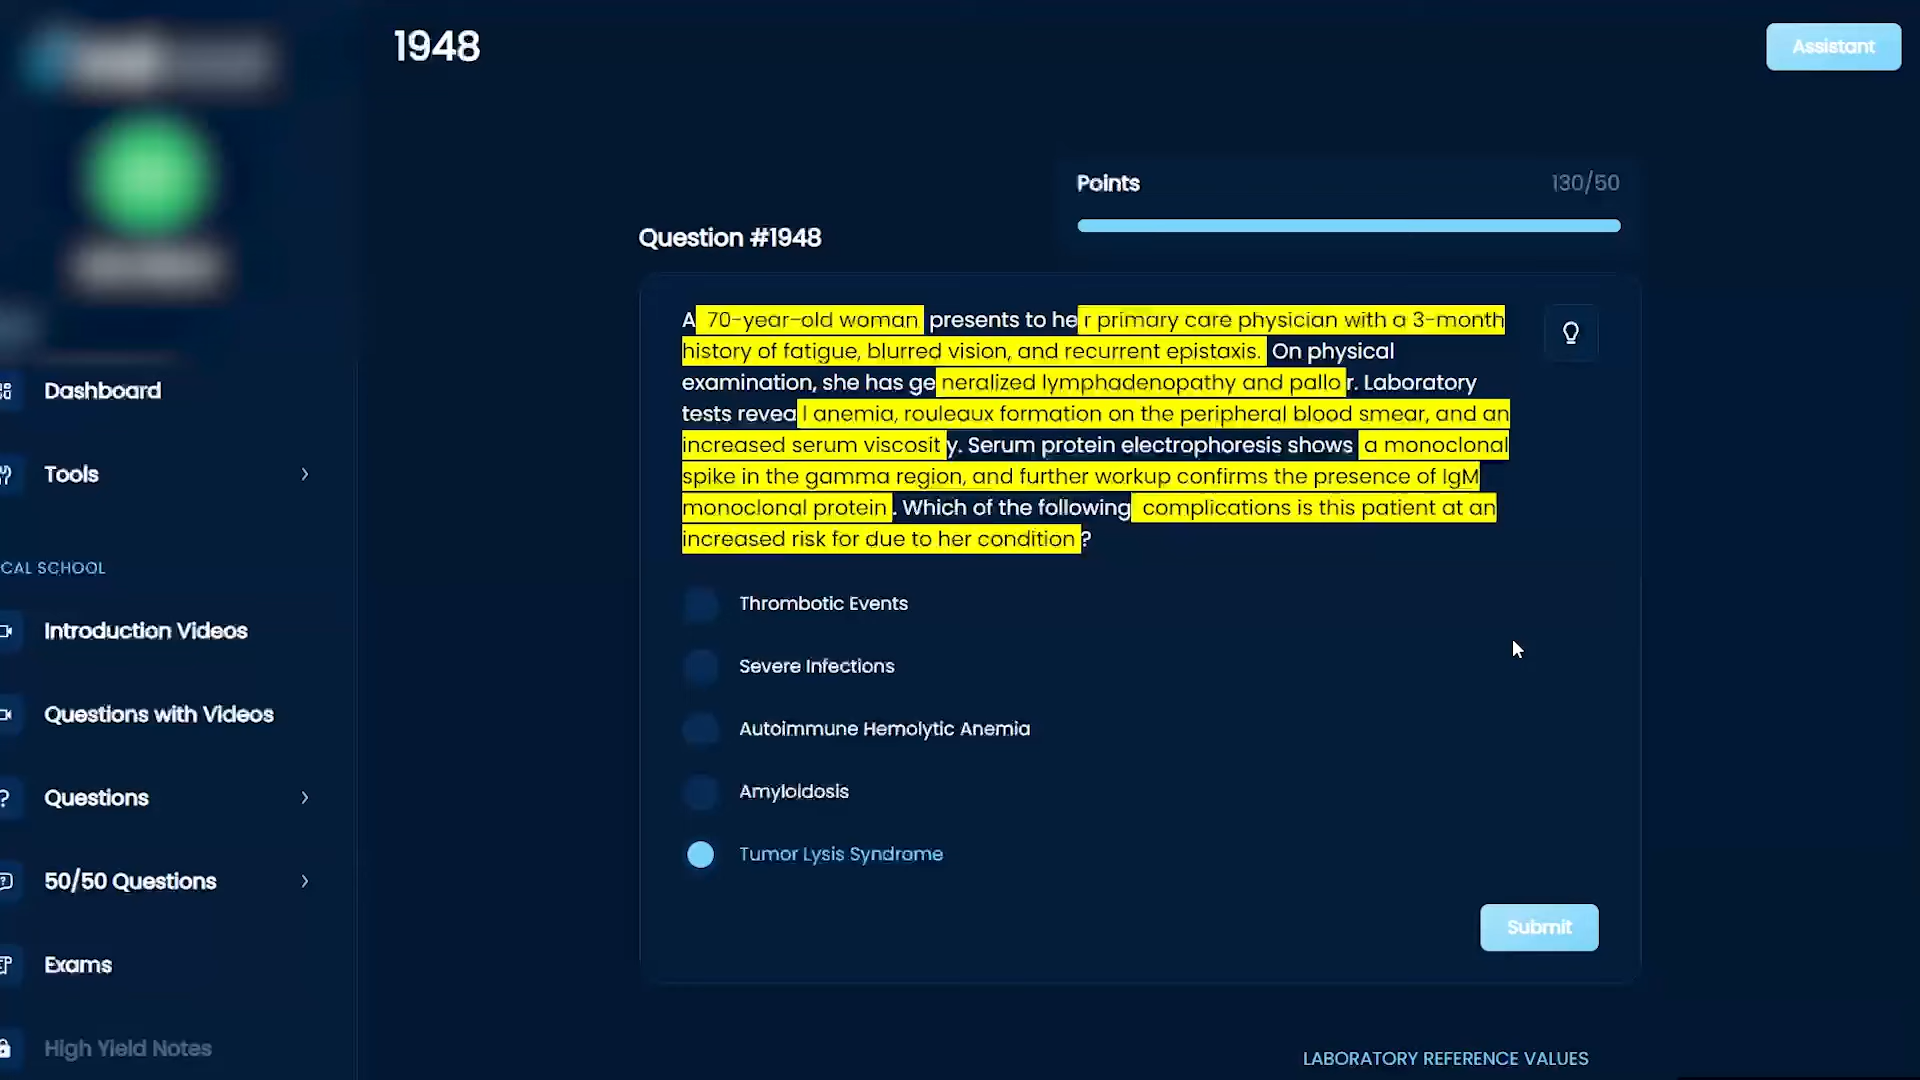 1948
Assistant
Points
130/50
Question #1948
A 70-year-old woman presents to her primary care physician with a 3-month
history of fatigue, blurred vision, and recurrent epistaxis. On physical
examination, she has generalized lymphadenopathy and pallor. Laboratory
tests reveal anemia, rouleaux formation on the peripheral blood smear, and an
increased serum viscosity. Serum protein electrophoresis shows a monoclonal
spike in the gamma region, and further workup confirms the presence of IgM
monoclonal protein. Which of the following complications is this patient at an
increased risk for due to her condition?
Thrombotic Events
Severe Infections
Autoimmune Hemolytic Anemia
Amyloidosis
Tumor Lysis Syndrome
Submit
LABORATORY REFERENCE VALUES
Dashboard
Tools
CAL SCHOOL
Introduction Videos
Questions with Videos
Questions
50/50 Questions
Exams
High Yield Notes